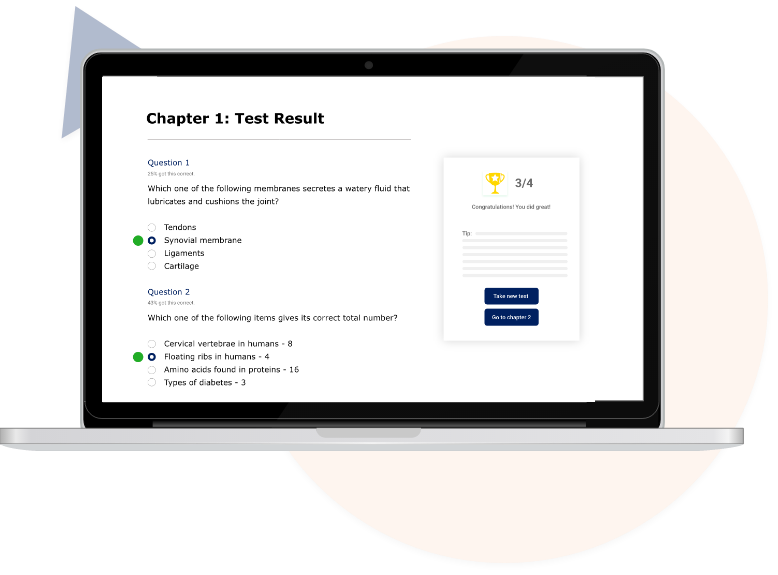 Chapter 1: Test Result
Question 1
25% got this correct
Which one of the following membranes secretes a watery fluid that
lubricates and cushions the joint?
Tendons
Synovial membrane
Ligaments
Cartilage
Question 2
43% got this correct
Which one of the following items gives its correct total number?
Cervical vertebrae in humans - 8
Floating ribs in humans - 4
Amino acids found in proteins - 16
Types of diabetes - 3
3/4
Congratulations! You did great!
Tip:
Take new test
Go to chapter 2